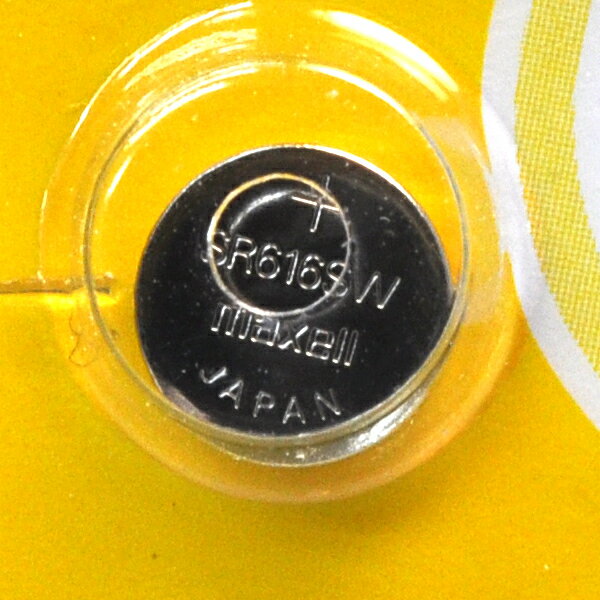 +
SR616SW
maxell
JAPAN